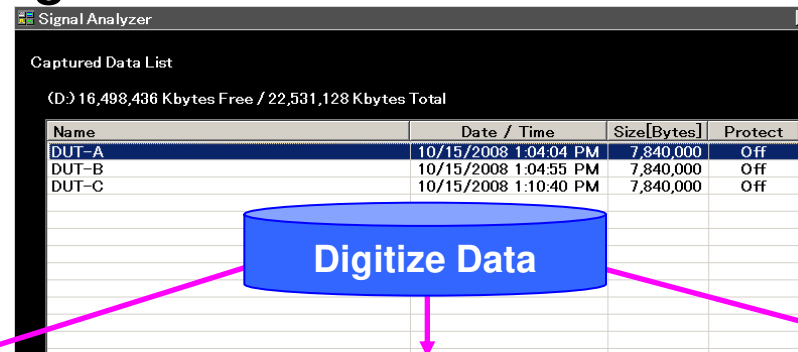 Signal Analyzer
Captured Data List
(D:) 16,498,436 Kbytes Free / 22,531,128 Kbytes Total
Name Date / Time Size[Bytes] Protect
DUT-A 10/15/2008 1:04:04 PM 7,840,000 Off
DUT-B 10/15/2008 1:04:55 PM 7,840,000 Off
DUT-C 10/15/2008 1:10:40 PM 7,840,000 Off
Digitize Data